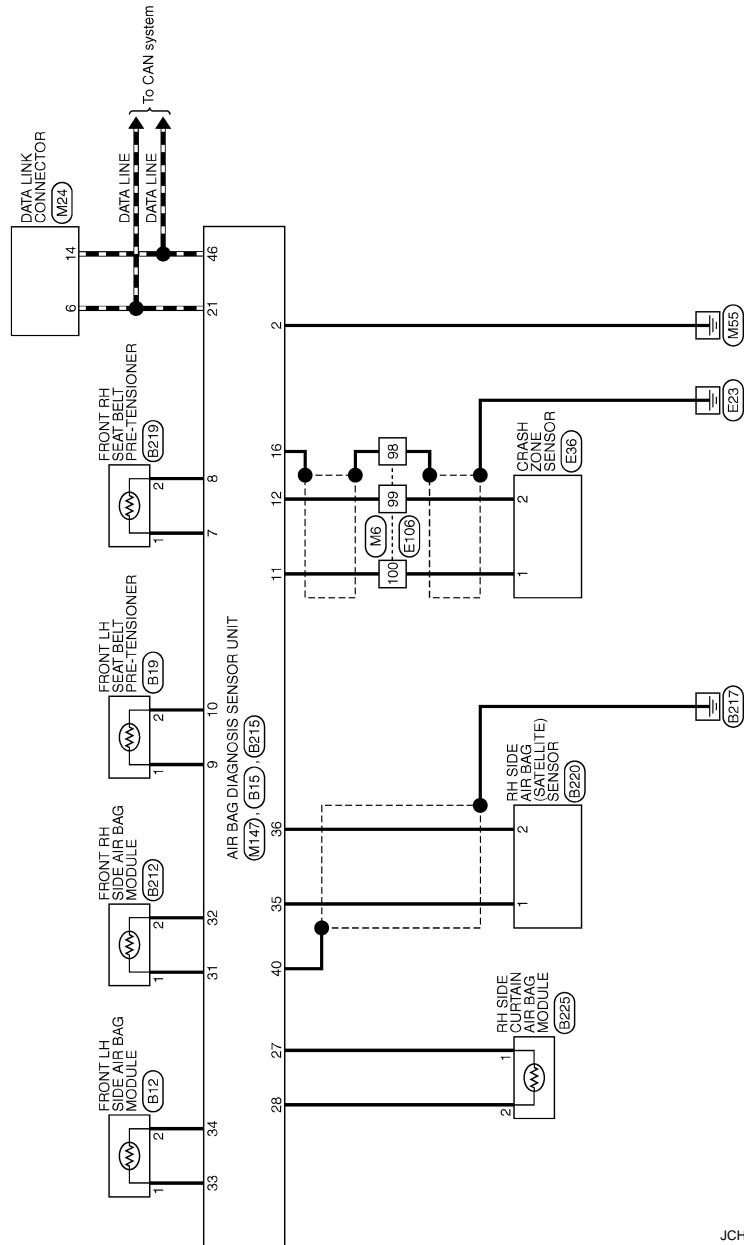 DATA LINK
CONNECTOR
M24
14
6
To CAN system
DATA LINE
DATA LINE
46
21
2
M55
FRONT RH
SEAT BELT
PRE-TENSIONER
B219
2
1
8
7
16
12
11
98
99
100
M6
E106
E23
CRASH
ZONE
SENSOR
E36
2
1
FRONT LH
SEAT BELT
PRE-TENSIONER
B19
2
1
10
9
AIR BAG DIAGNOSIS SENSOR UNIT
M147 , B15 , B215
FRONT RH
SIDE AIR BAG
MODULE
B212
2
1
32
31
36
35
40
B217
RH SIDE
AIR BAG
(SATELLITE)
SENSOR
B220
2
1
FRONT LH
SIDE AIR BAG
MODULE
B12
2
1
34
33
27
28
RH SIDE
CURTAIN
AIR BAG
MODULE
B225
1
2
JCH